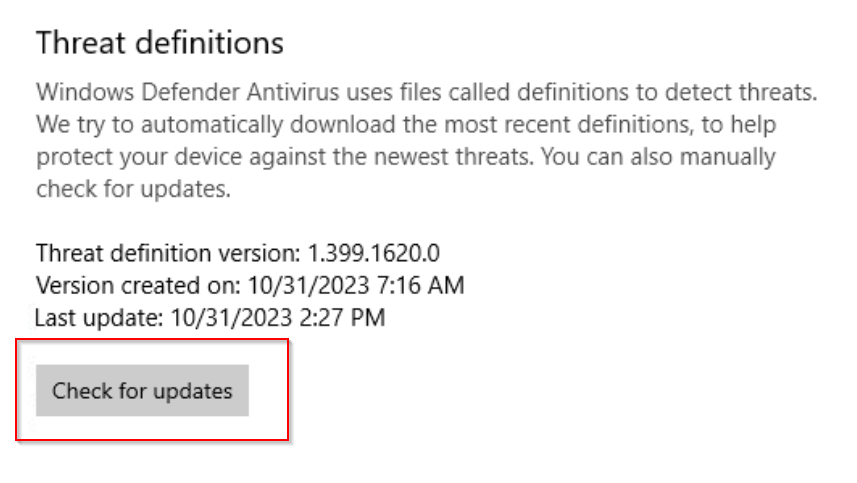 Threat definitions
Windows Defender Antivirus uses files called definitions to detect threats.
We try to automatically download the most recent definitions, to help
protect your device against the newest threats. You can also manually
check for updates.
Threat definition version: 1.399.1620.0
Version created on: 10/31/2023 7:16 AM
Last update: 10/31/2023 2:27 PM
Check for updates